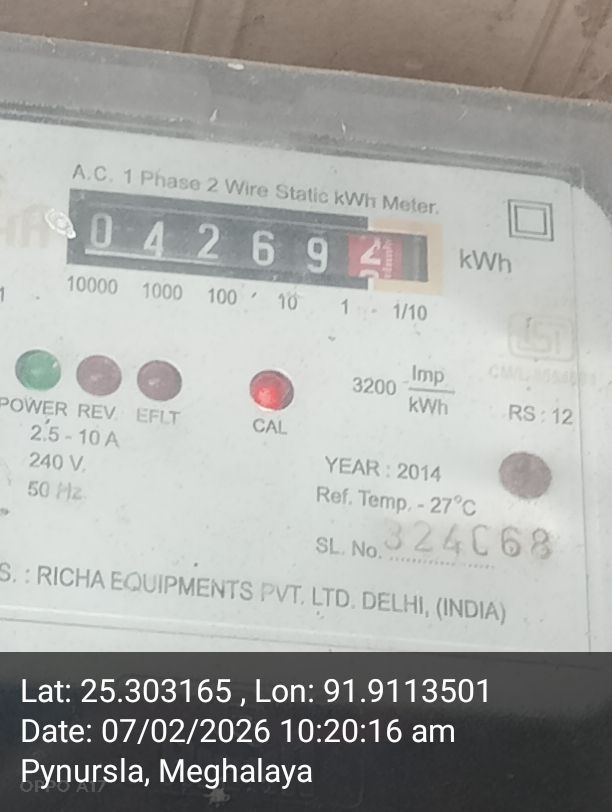 A.C. 1 Phase 2 Wire Static kWh Meter.
0 4 2 6 9 2 kWh
10000 1000 100 10 1 - 1/10
3200 Imp/kWh
POWER REV. EFLT CAL RS : 12
2.5 - 10 A
240 V.
50 Hz
YEAR : 2014
Ref. Temp. - 27°C
SL. No. 324C68
S. : RICHA EQUIPMENTS PVT. LTD. DELHI, (INDIA)
Lat: 25.303165 , Lon: 91.9113501
Date: 07/02/2026 10:20:16 am
Pynursla, Meghalaya
OPPO A17